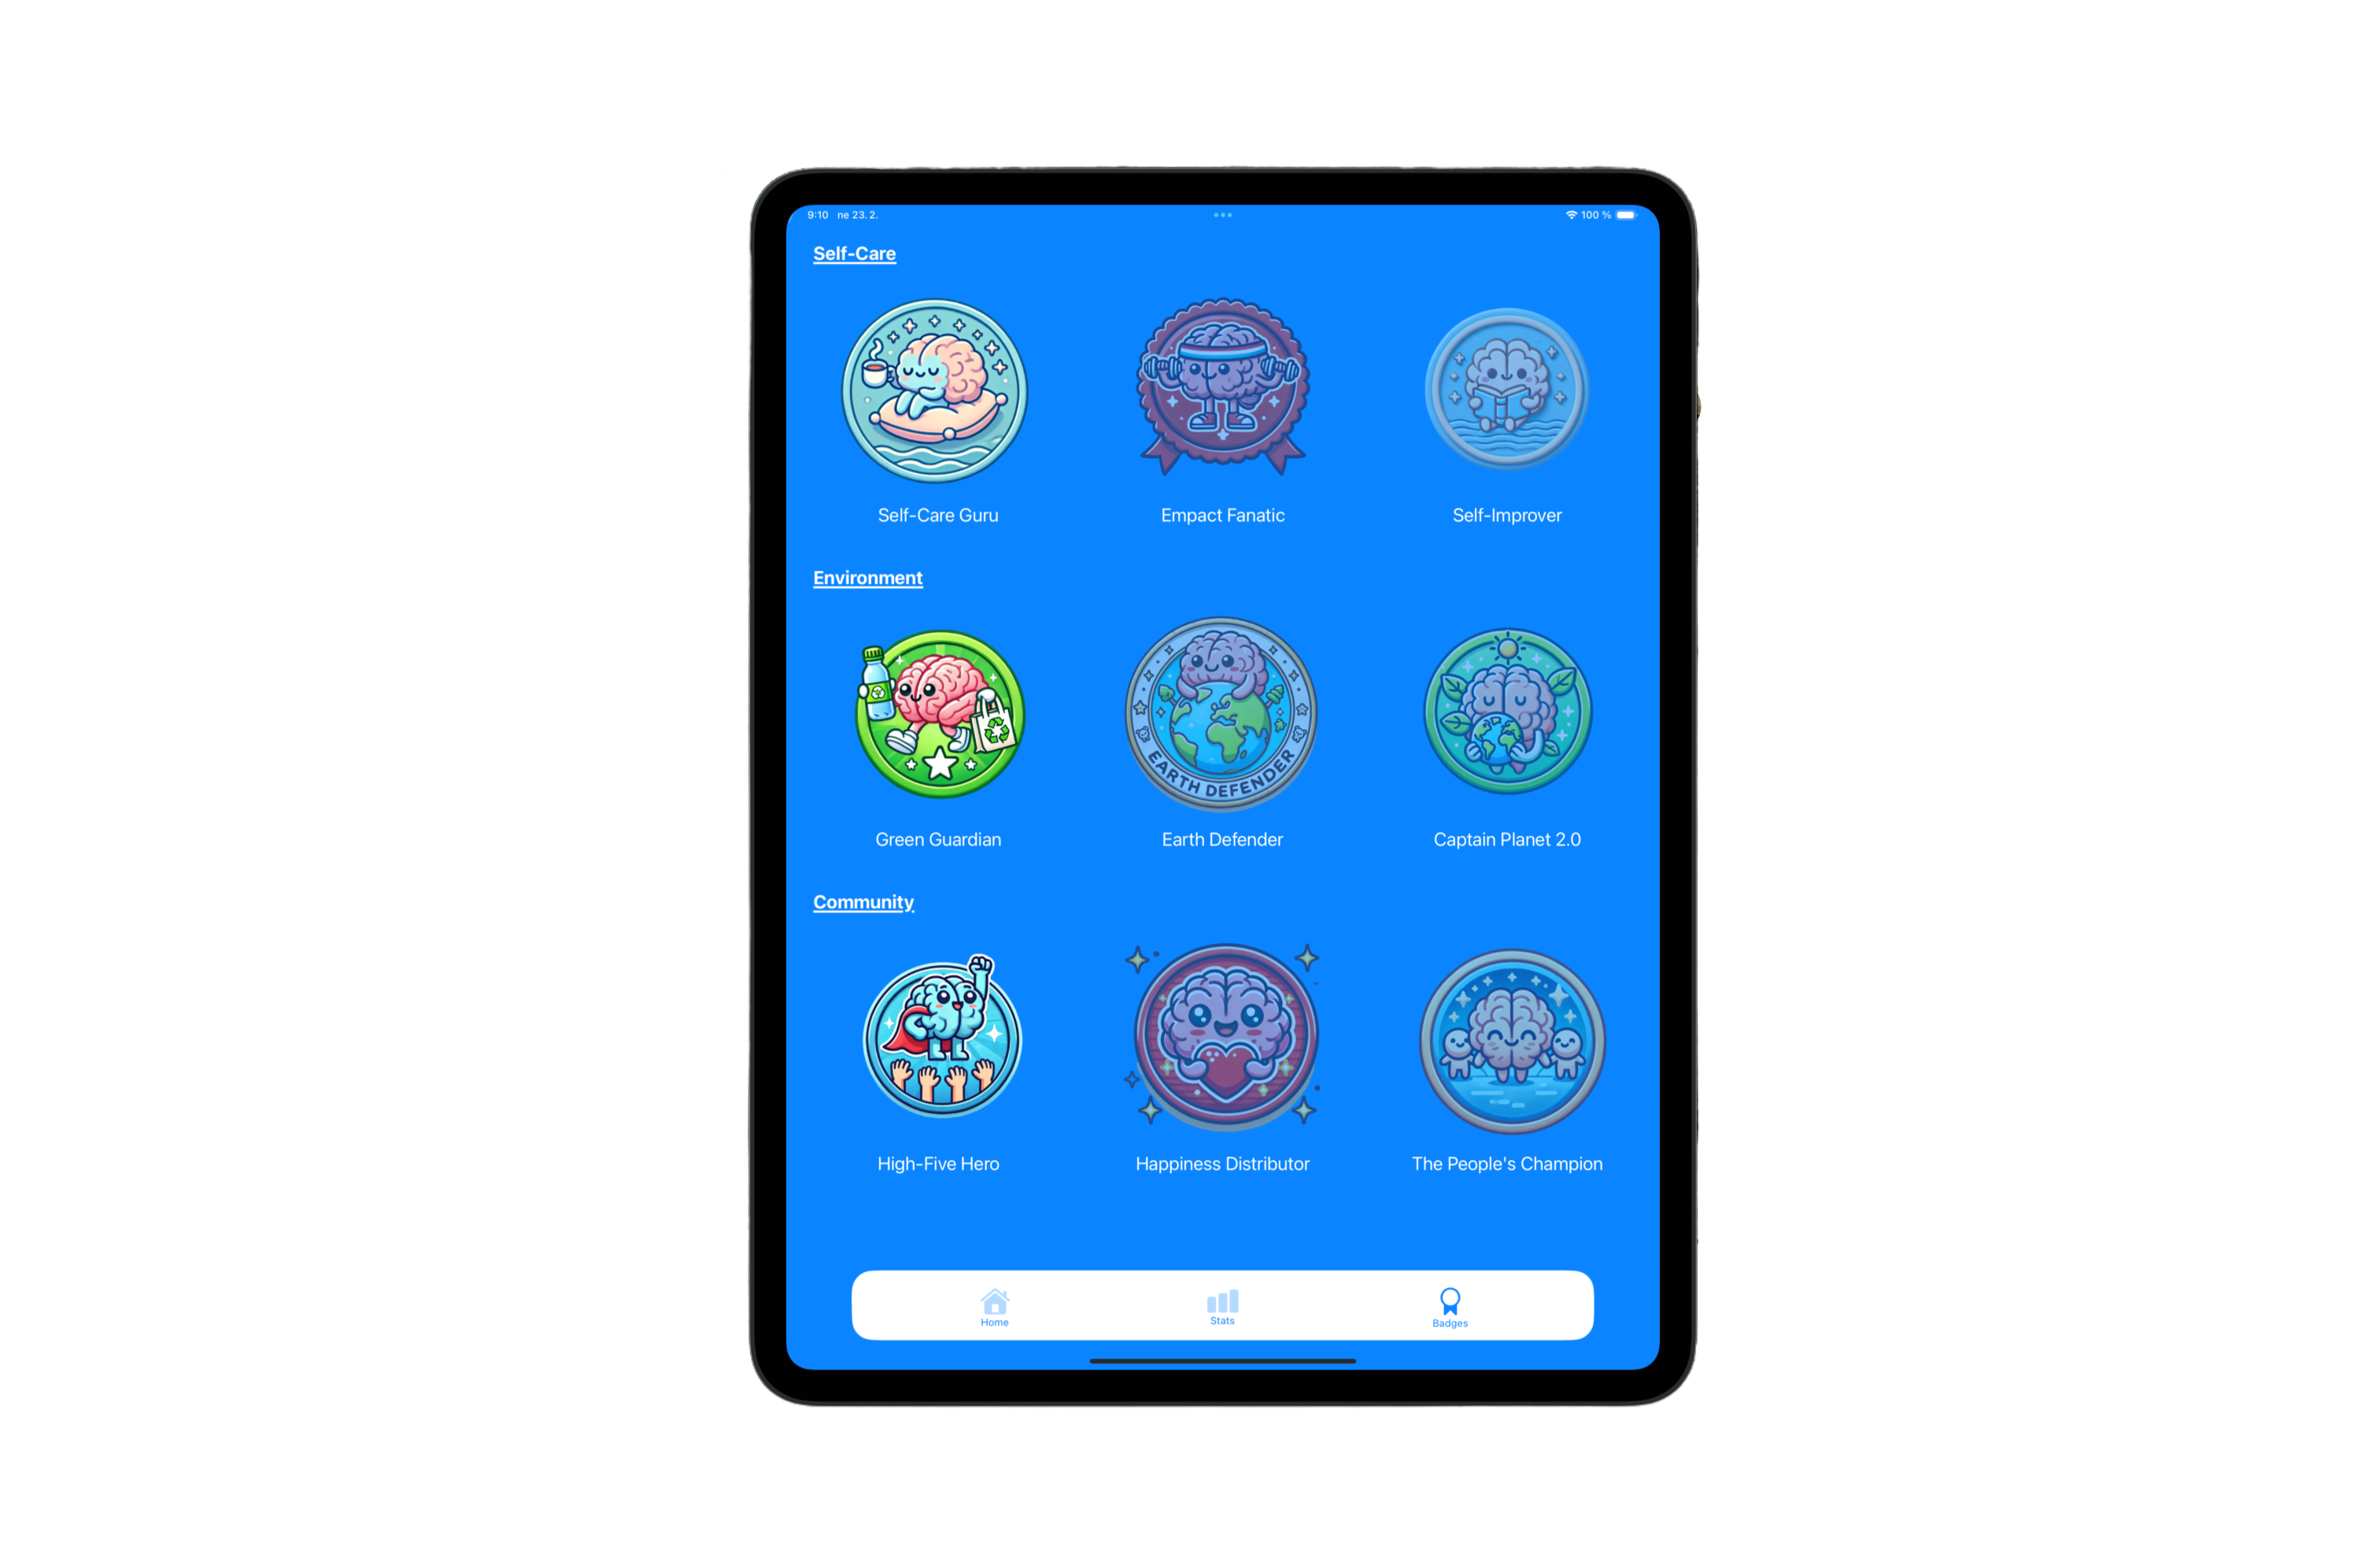 9:10 ne 23. 2. 100 %
Self-Care
Self-Care Guru Empact Fanatic Self-Improver
Environment
EARTH DEFENDER
Green Guardian Earth Defender Captain Planet 2.0
Community
High-Five Hero Happiness Distributor The People's Champion
Home Stats Badges